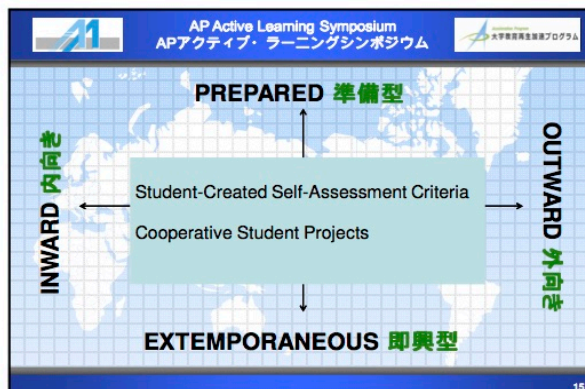 AP Active Learning Symposium
APアクティブ・ラーニングシンポジウム
大学教育再生加速プログラム
PREPARED 準備型
INWARD 内向き
Student-Created Self-Assessment Criteria
Cooperative Student Projects
OUTWARD 外向き
EXTEMPORANEOUS 即興型
15